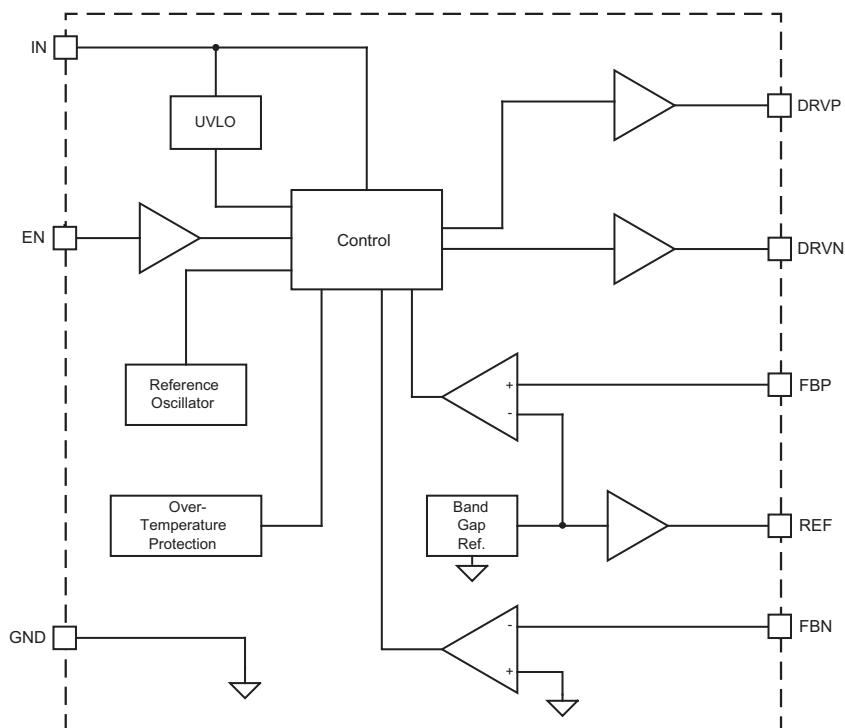 IN
UVLO
DRVP
EN
Control
DRVN
Reference
Oscillator
+
-
FBP
Over-
Temperature
Protection
Band
Gap
Ref.
REF
GND
-
+
FBN